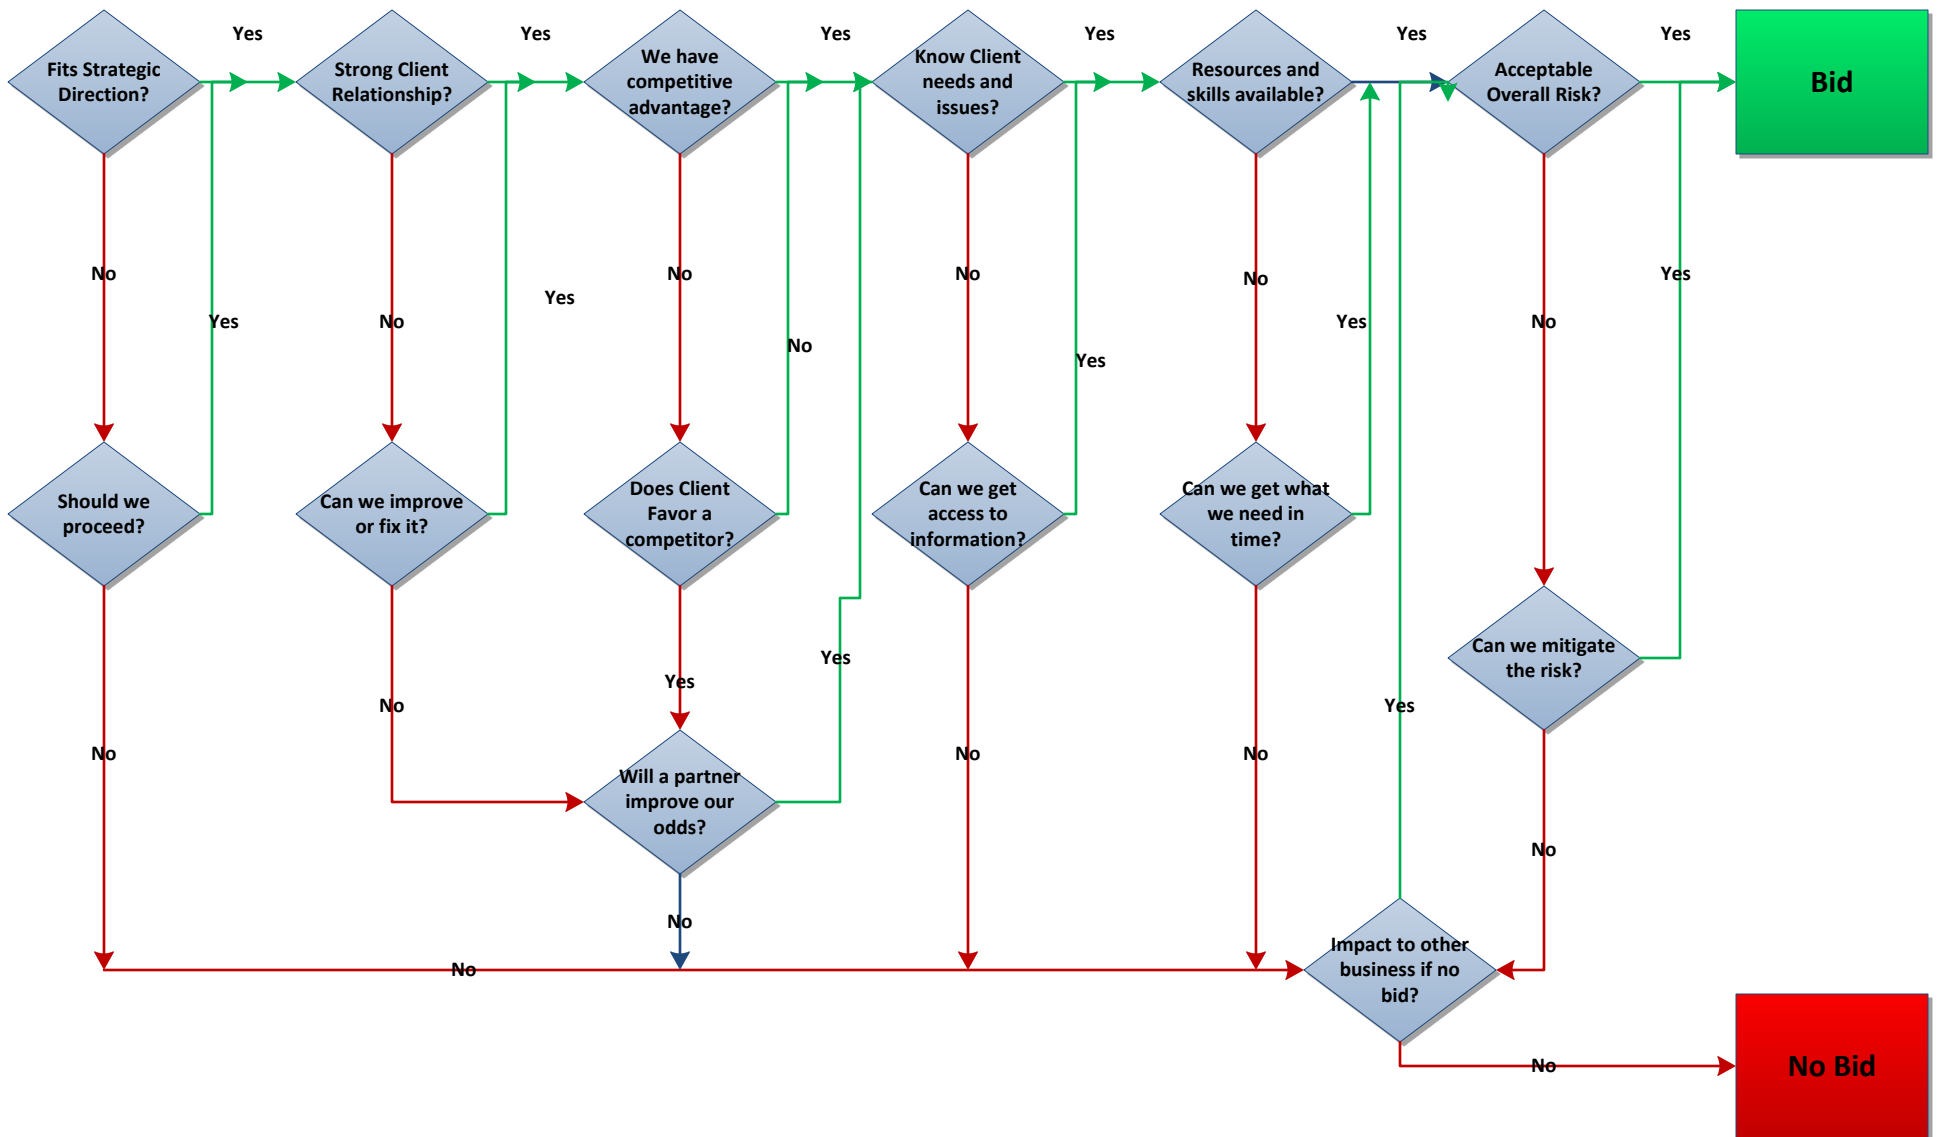 Yes
Yes
Yes
Yes
Yes
Yes
Fits Strategic
Direction?
Strong Client
Relationship?
We have
competitive
advantage?
Know Client
needs and
issues?
Resources and
skills available?
Acceptable
Overall Risk?
Bid
No
No
No
No
No
No
Yes
Yes
No
Yes
Yes
Yes
Should we
proceed?
Can we improve
or fix it?
Does Client
Favor a
competitor?
Can we get
access to
information?
Can we get what
we need in
time?
Can we mitigate
the risk?
No
No
Yes
Yes
No
No
Yes
Will a partner
improve our
odds?
No
No
No
Impact to other
business if no
bid?
No
No Bid